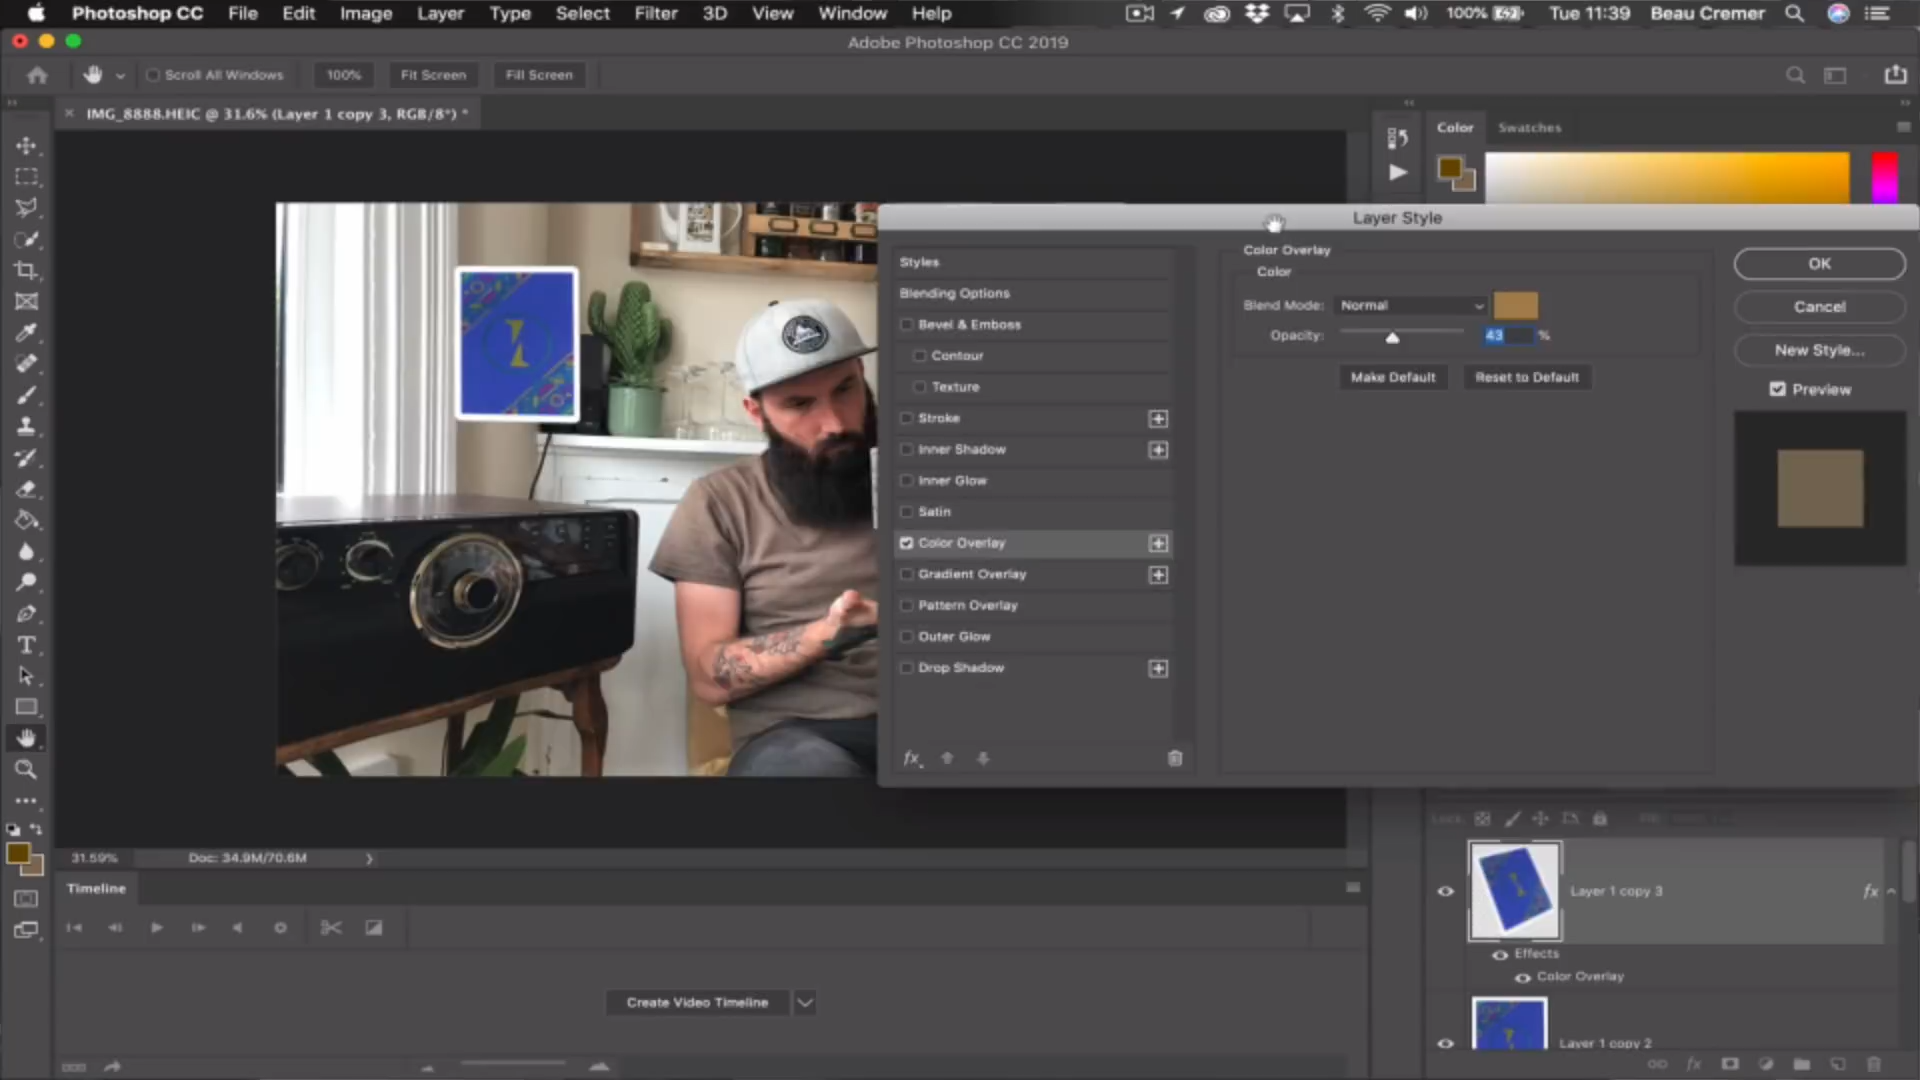 Photoshop CC File Edit Image Layer Type Select Filter 3D View Window Help 100% Tue 11:39 Beau Cremer
Adobe Photoshop CC 2019
Scroll All Windows 100% Fit Screen Fill Screen
IMG_8888.HEIC @ 31.6% (Layer 1 copy 3, RGB/8*) *
Color Swatches
Layer Style
Styles
Blending Options
Bevel & Emboss
Contour
Texture
Stroke
Inner Shadow
Inner Glow
Satin
Color Overlay
Gradient Overlay
Pattern Overlay
Outer Glow
Drop Shadow
fx
Color Overlay
Color
Blend Mode: Normal
Opacity: 43 %
Make Default Reset to Default
OK
Cancel
New Style...
Preview
31.59% Doc: 34.9M/70.6M
Timeline
Create Video Timeline
Lock:
Layer 1 copy 3 fx
Effects
Color Overlay
Layer 1 copy 2
fx